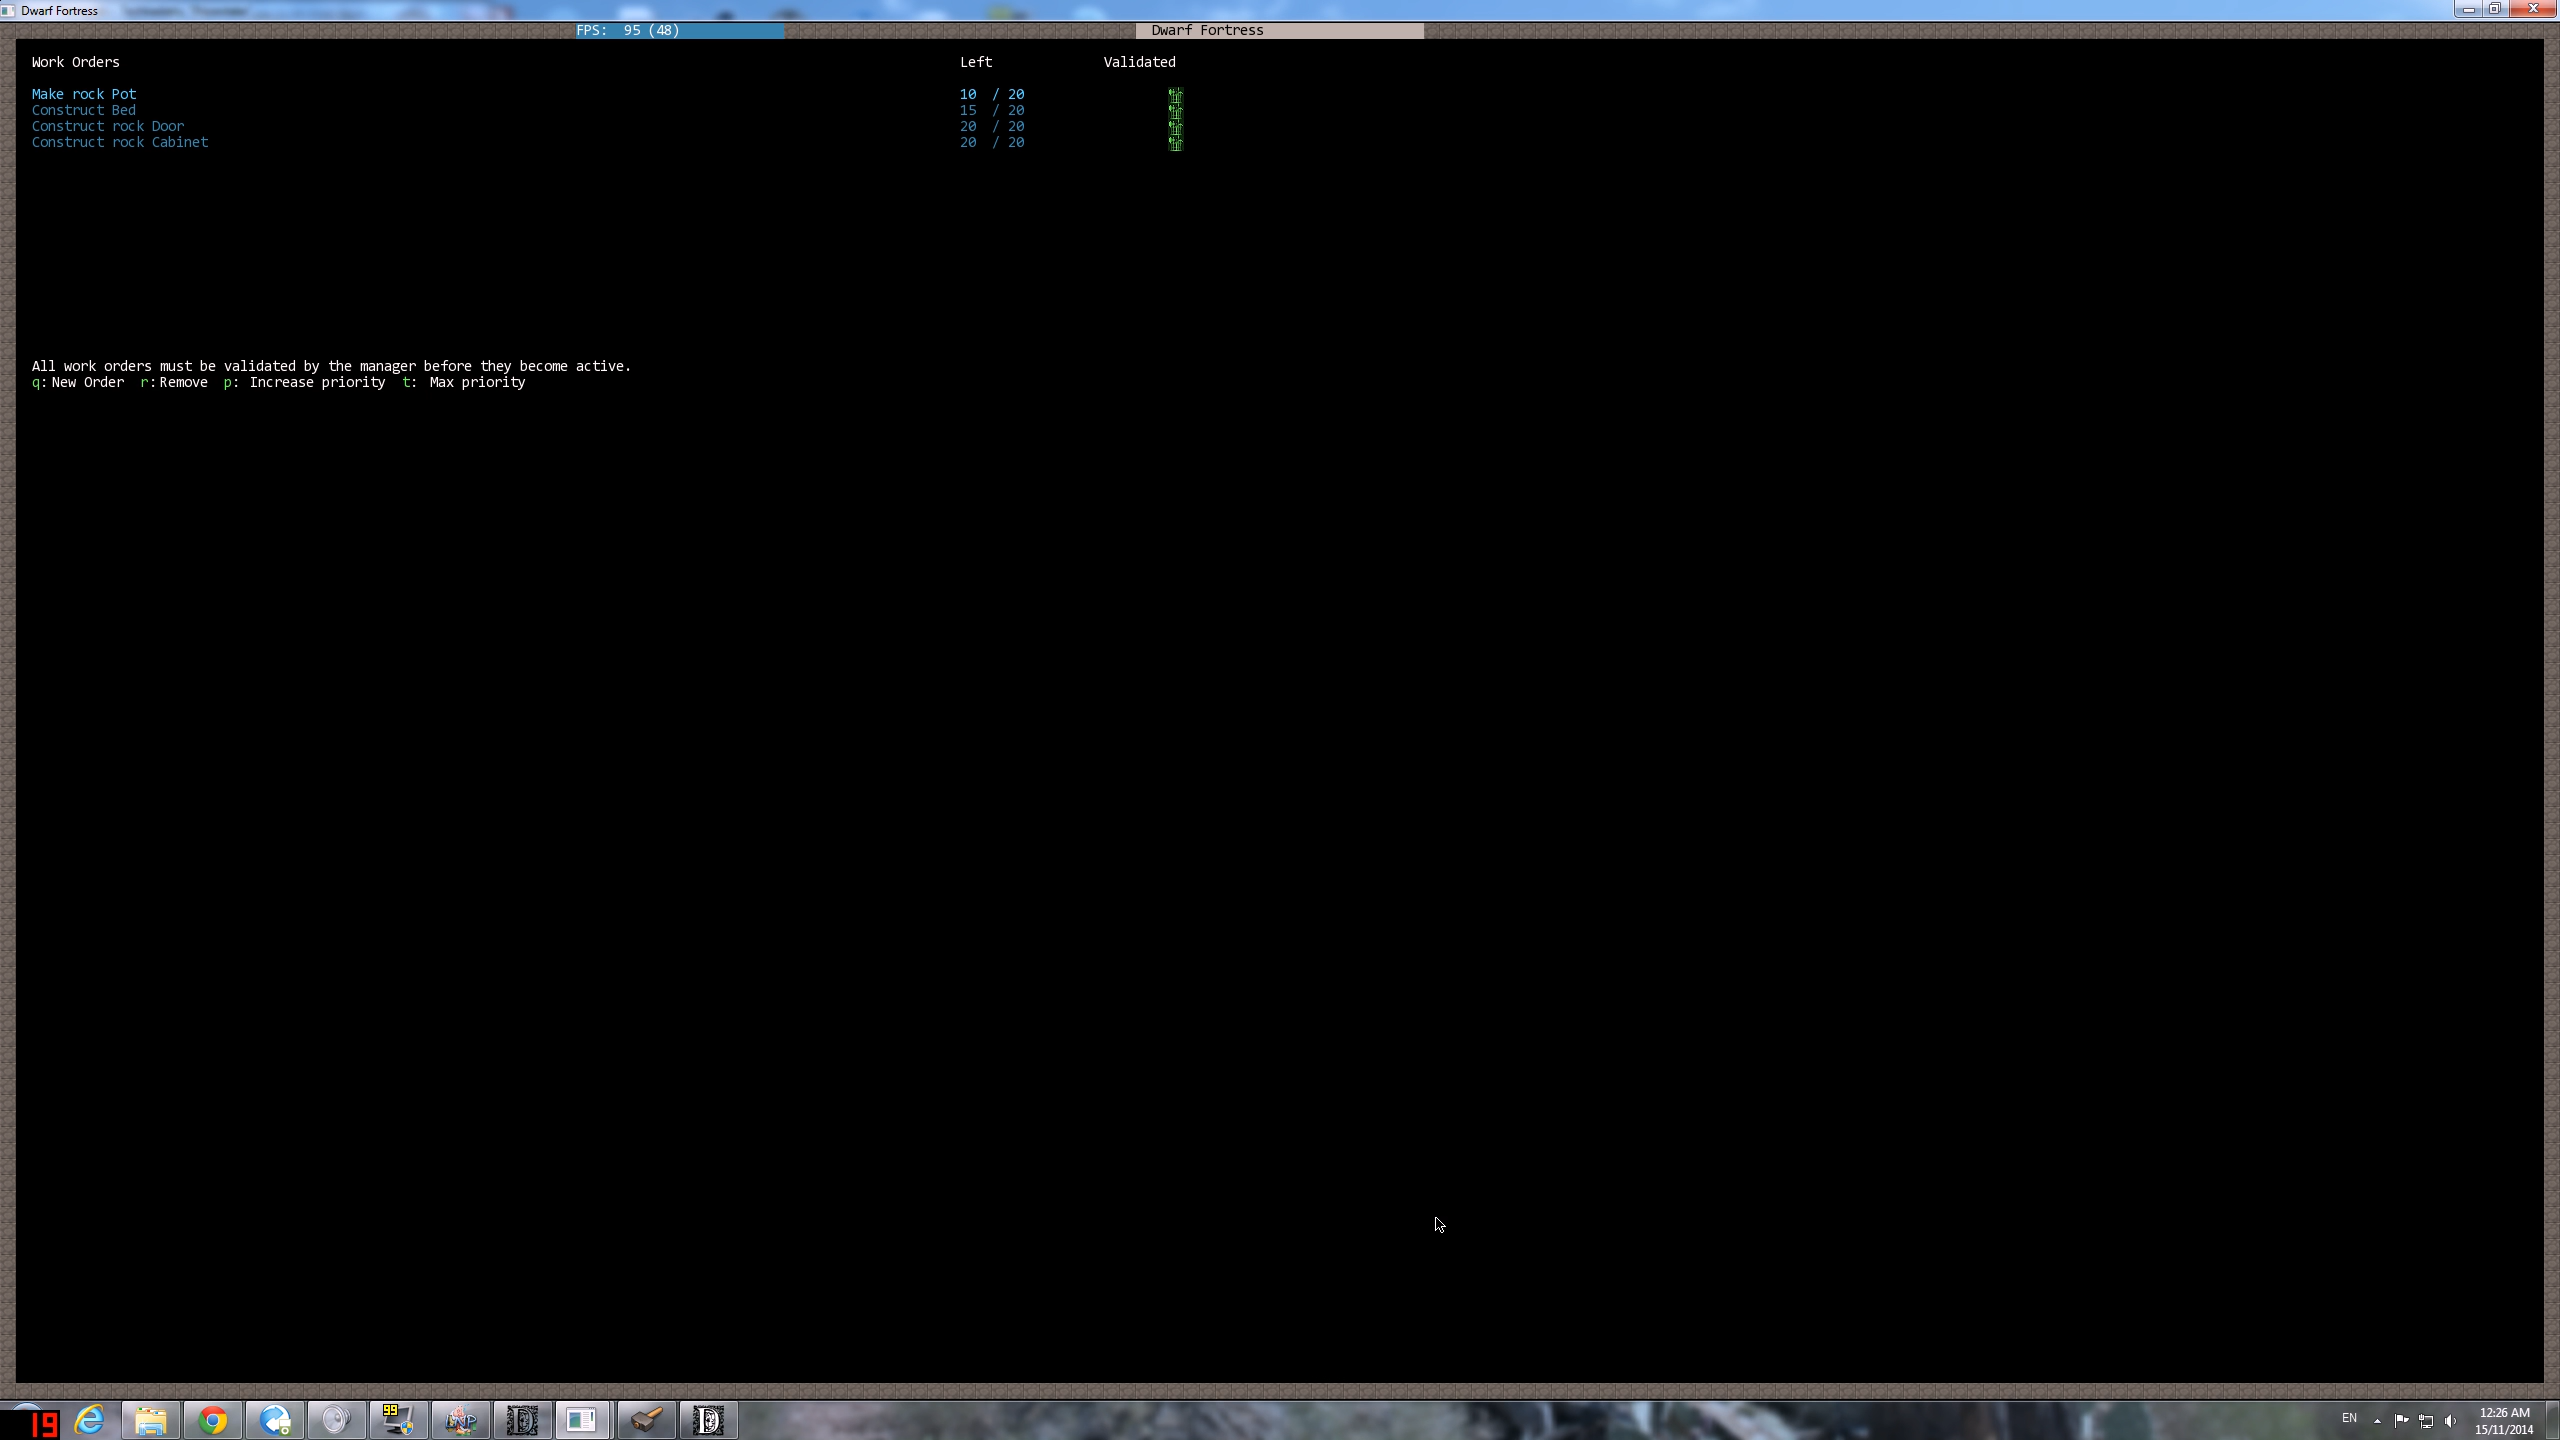 Dwarf Fortress
FPS: 95 (48)
Dwarf Fortress
Work Orders Left Validated
Make rock Pot 10 / 20
Construct Bed 15 / 20
Construct rock Door 20 / 20
Construct rock Cabinet 20 / 20
All work orders must be validated by the manager before they become active.
q: New Order r: Remove p: Increase priority t: Max priority
19
99
LNP
D
D
EN
12:26 AM
15/11/2014